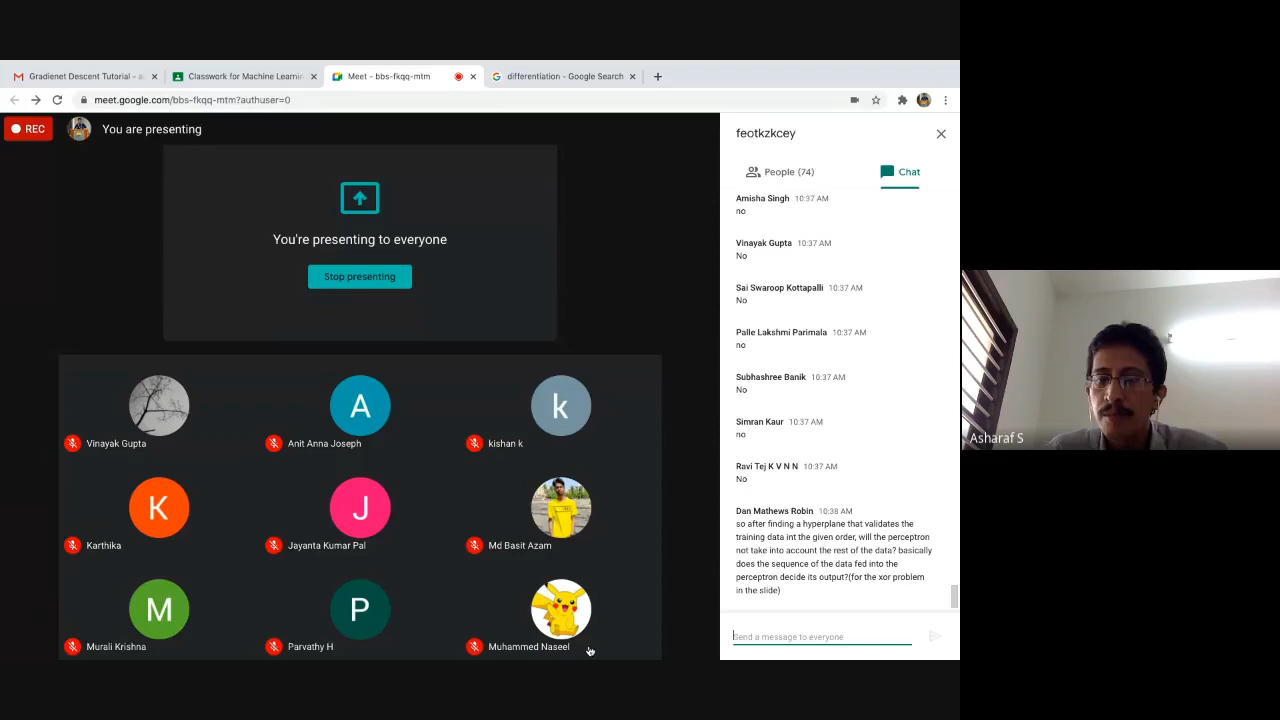 Gradienet Descent Tutorial - a
Classwork for Machine Learnin
Meet - bbs-fkqq-mtm
differentiation - Google Search
meet.google.com/bbs-fkqq-mtm?authuser=0
REC
You are presenting
feotkzkcey
People (74)
Chat
You're presenting to everyone
Stop presenting
Amisha Singh 10:37 AM
no
Vinayak Gupta 10:37 AM
No
Sai Swaroop Kottapalli 10:37 AM
No
Palle Lakshmi Parimala 10:37 AM
no
Subhashree Banik 10:37 AM
No
Simran Kaur 10:37 AM
no
Ravi Tej K V N N 10:37 AM
No
Dan Mathews Robin 10:38 AM
so after finding a hyperplane that validates the
training data int the given order, will the perceptron
not take into account the rest of the data? basically
does the sequence of the data fed into the
perceptron decide its output?(for the xor problem
in the slide)
Send a message to everyone
A
k
Vinayak Gupta
Anit Anna Joseph
kishan k
K
J
Karthika
Jayanta Kumar Pal
Md Basit Azam
M
P
Murali Krishna
Parvathy H
Muhammed Naseel
Asharaf S